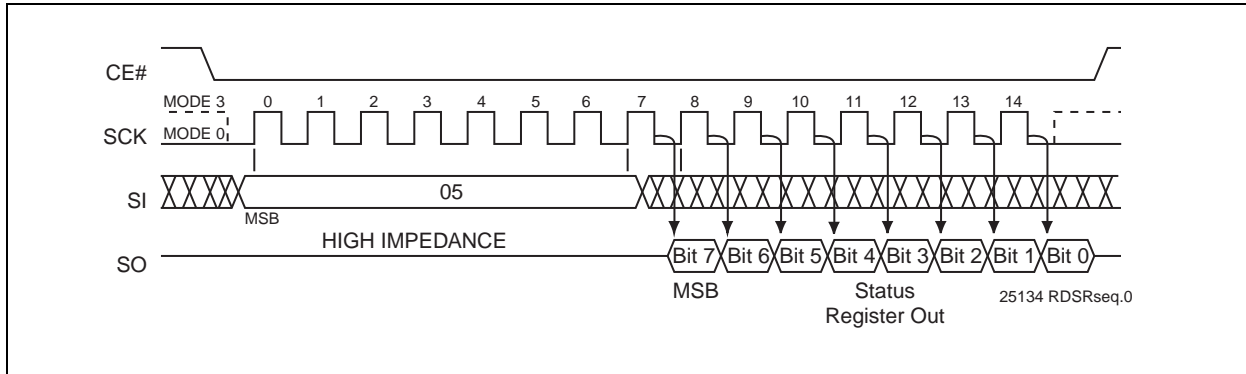 CE#
MODE 3 0 1 2 3 4 5 6 7 8 9 10 11 12 13 14
SCK MODE 0
SI 05
MSB
HIGH IMPEDANCE
SO Bit 7 Bit 6 Bit 5 Bit 4 Bit 3 Bit 2 Bit 1 Bit 0
MSB Status
Register Out
25134 RDSRseq.0